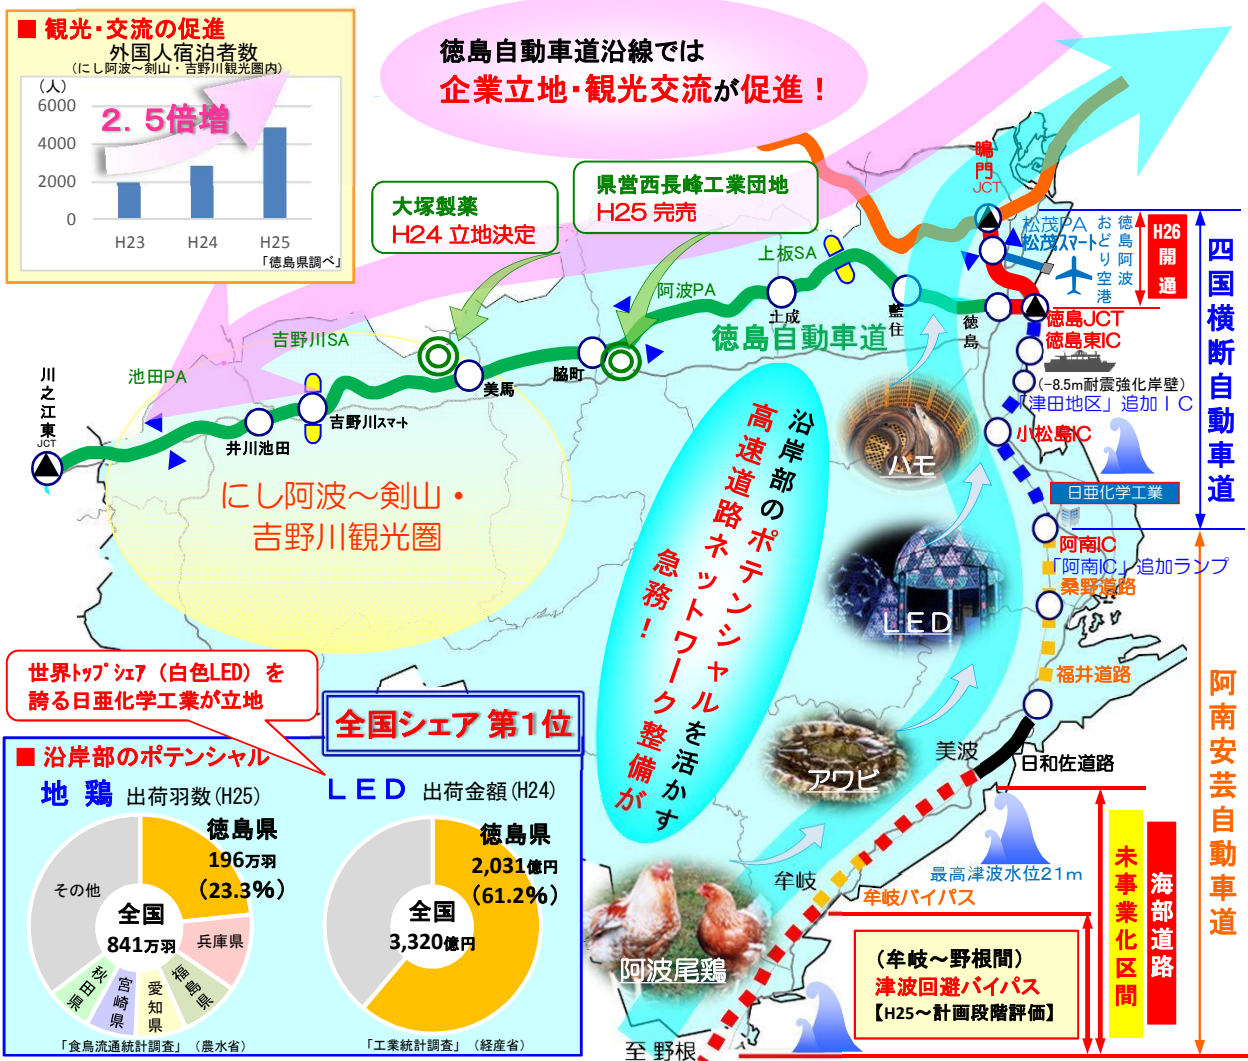 ■ 観光・交流の促進
外国人宿泊者数
(にし阿波～剣山・吉野川観光圏内)
(人)
6000
4000
2000
0
2．5倍増
H23
H24
H25
「徳島県調べ」
徳島自動車道沿線では
企業立地・観光交流が促進！
大塚製薬
H24 立地決定
県営西長峰工業団地
H25 完売
鳴門
JCT
松茂PA
松茂スマート
徳島阿波
おどり空港
H26
開通
四国横断自動車道
上板SA
阿波PA
土成
藍住
徳島
徳島JCT
徳島東IC
徳島自動車道
吉野川SA
池田PA
川之江東
JCT
井川池田
吉野川スマート
美馬
脇町
(−8.5m耐震強化岸壁)
「津田地区」追加ＩＣ
小松島IC
日亜化学工業
阿南IC
「阿南IC」追加ランプ
桑野道路
福井道路
にし阿波～剣山・
吉野川観光圏
沿岸部のポテンシャルを活かす
高速道路ネットワーク整備が
急務！
ハモ
ＬＥＤ
アワビ
阿波尾鶏
美波
日和佐道路
阿南安芸自動車道
最高津波水位21m
牟岐
牟岐バイパス
未事業化区間
海部道路
(牟岐～野根間)
津波回避バイパス
【H25～計画段階評価】
至 野根
世界トップシェア（白色LED）を
誇る日亜化学工業が立地
全国シェア 第1位
■ 沿岸部のポテンシャル
地 鶏 出荷羽数(H25)
徳島県
196万羽
(23.3%)
その他
全国
841万羽
兵庫県
福島県
愛知県
宮崎県
秋田県
「食鳥流通統計調査」（農水省）
ＬＥＤ 出荷金額(H24)
徳島県
2,031億円
(61.2%)
全国
3,320億円
「工業統計調査」（経産省）